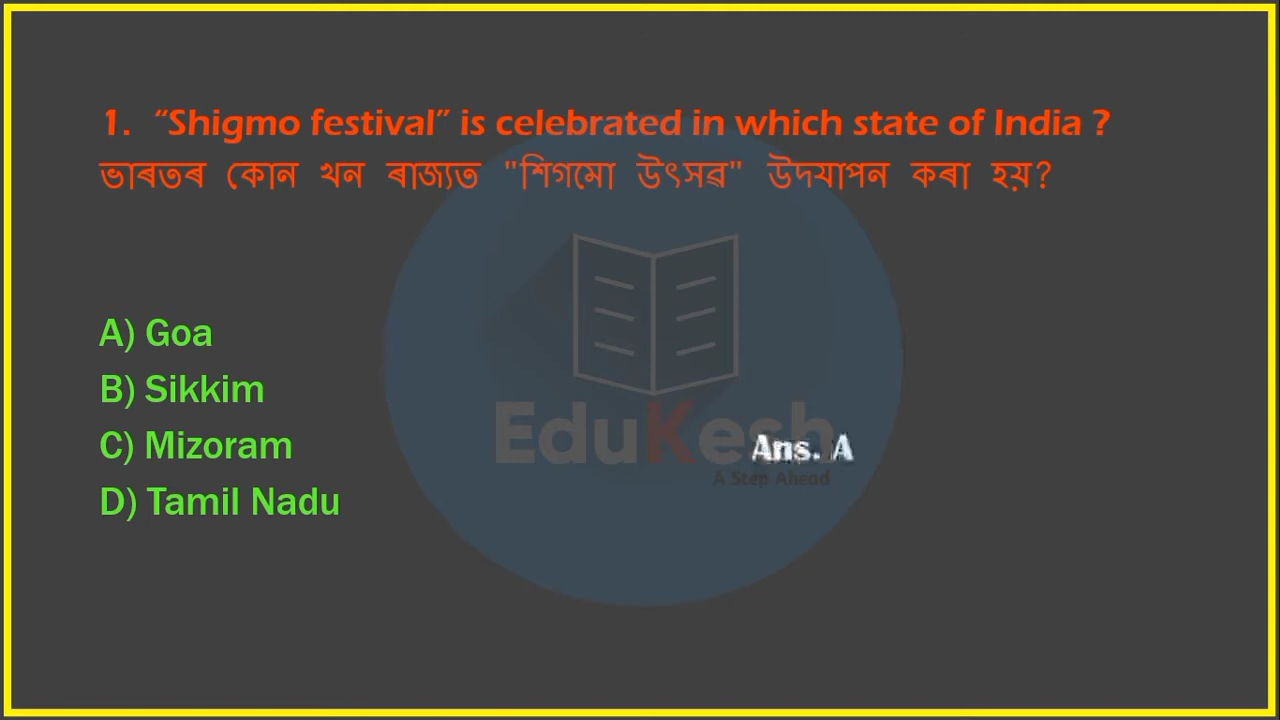 1. “Shigmo festival” is celebrated in which state of India ?
ভাৰতৰ কোন খন ৰাজ্যত "শিগমো উৎসৱ" উদযাপন কৰা হয়?
A) Goa
B) Sikkim
C) Mizoram
D) Tamil Nadu
EduKesh
Ans. A
A Step Ahead